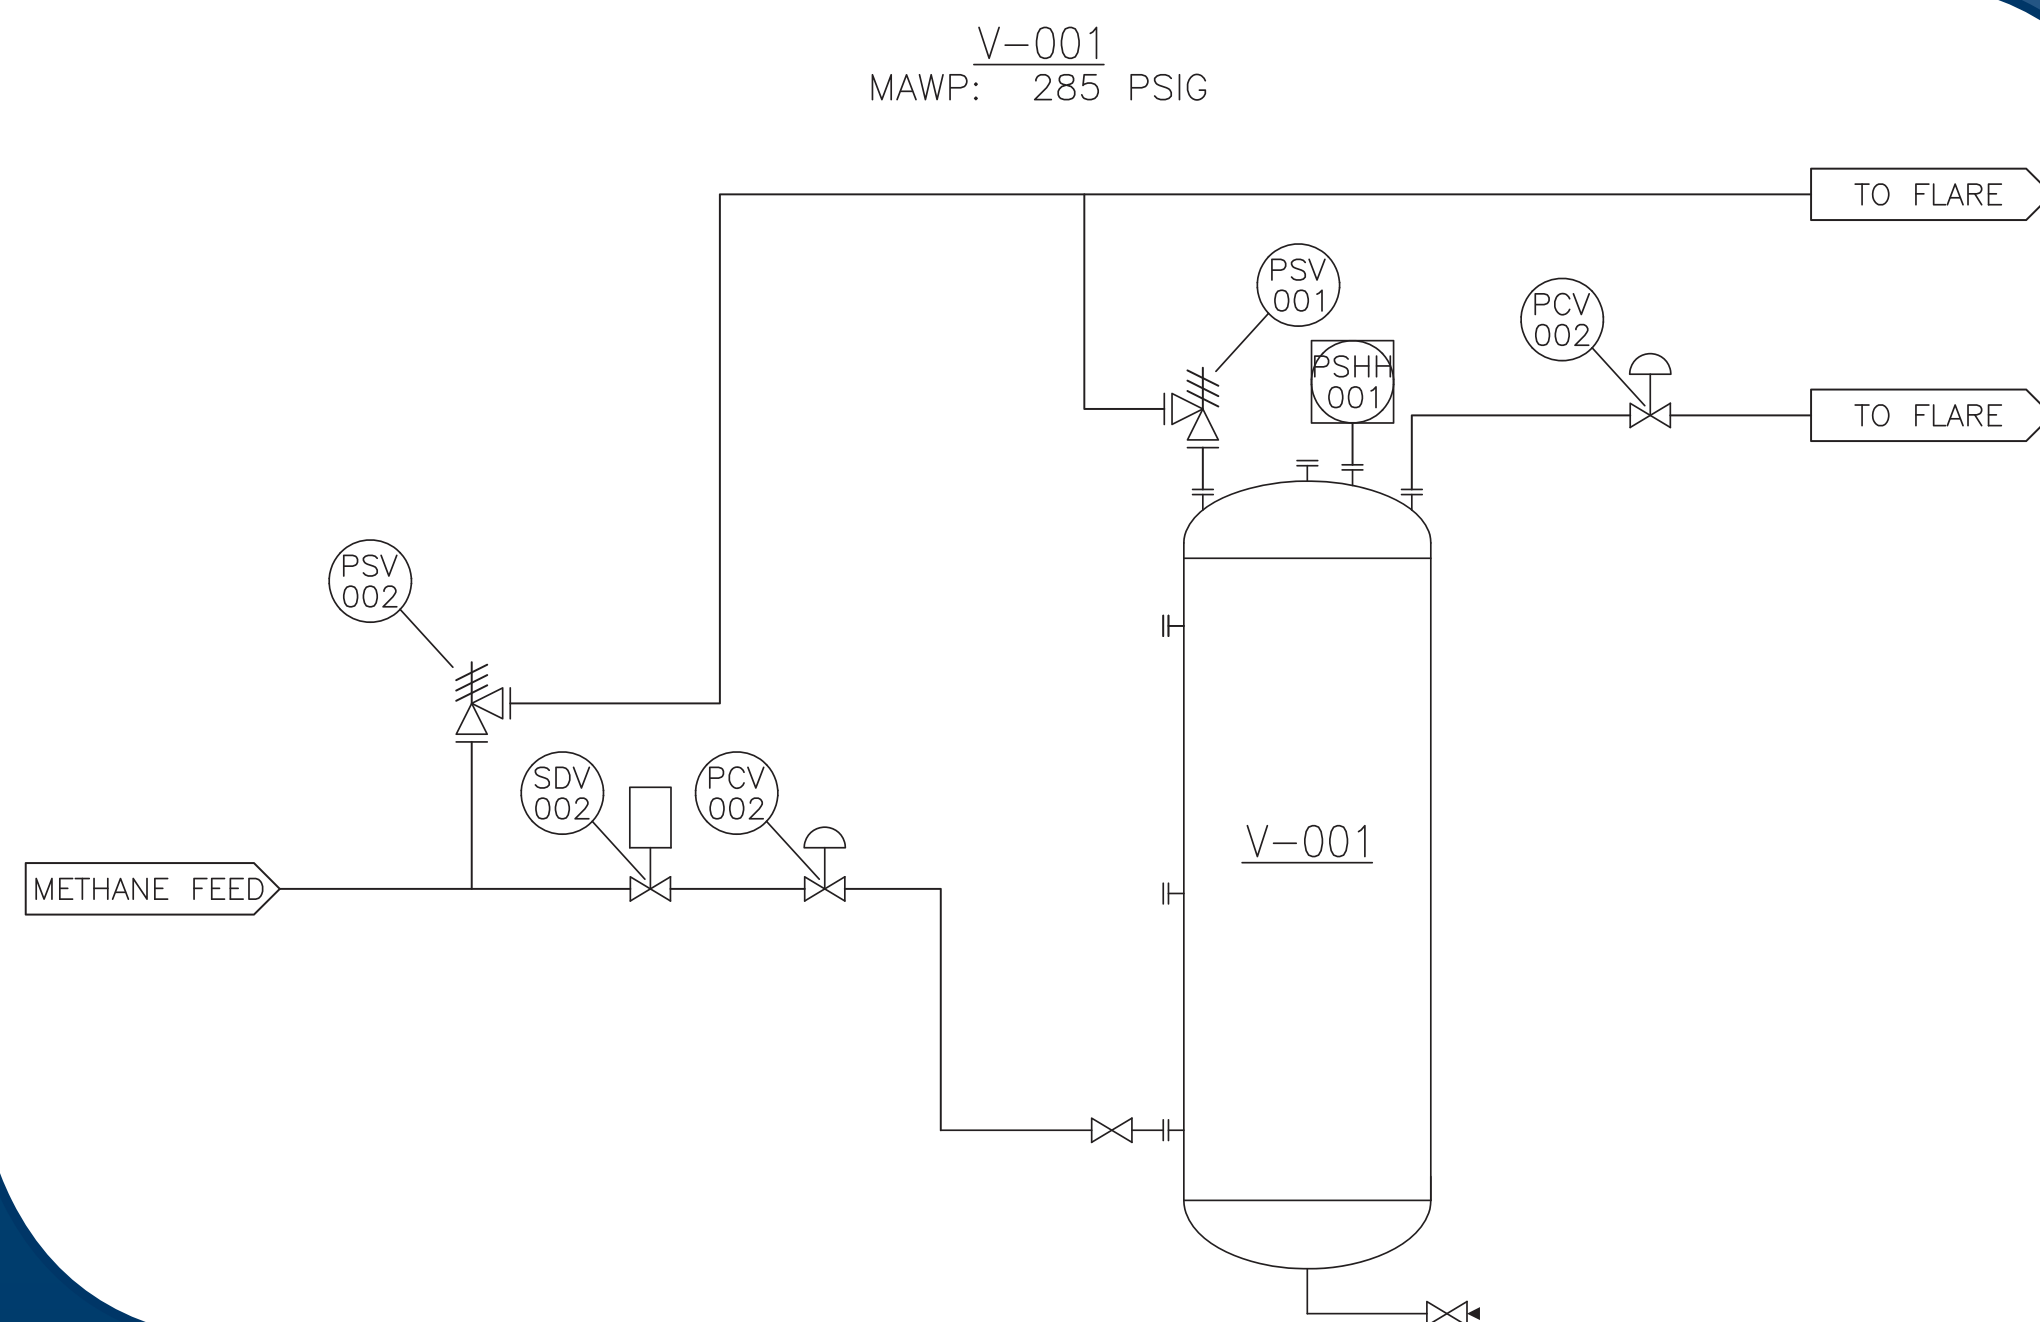 V-001
MAWP: 285 PSIG
TO FLARE
PSV
001
PSHH
001
PCV
002
TO FLARE
PSV
002
SDV
002
PCV
002
V-001
METHANE FEED